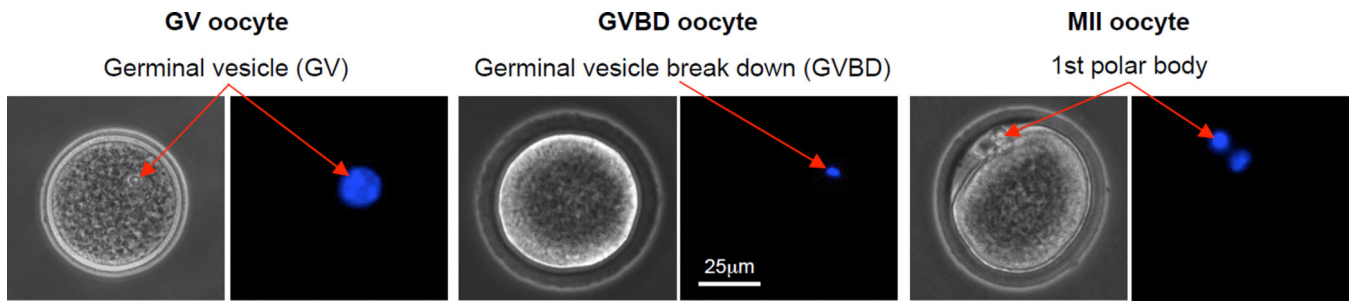 GV oocyte
Germinal vesicle (GV)
GVBD oocyte
Germinal vesicle break down (GVBD)
25μm
MII oocyte
1st polar body